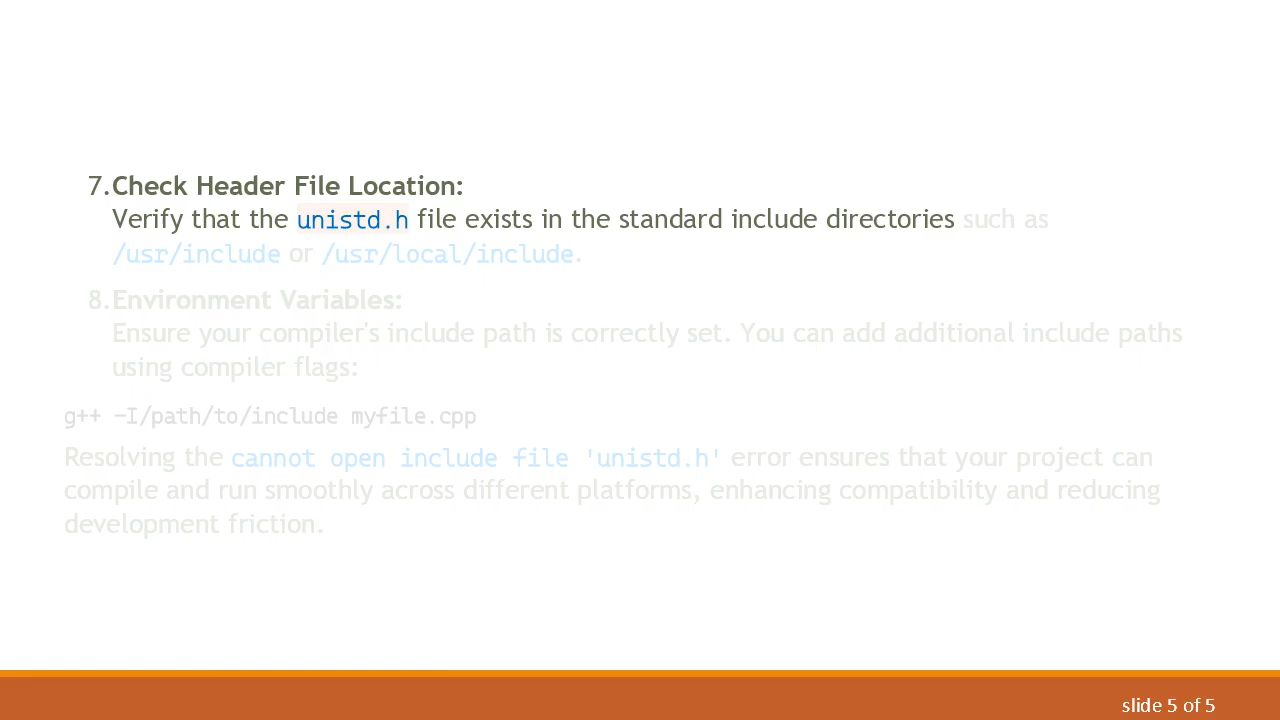 7.Check Header File Location:
Verify that the unistd.h file exists in the standard include directories such as
/usr/include or /usr/local/include.
8.Environment Variables:
Ensure your compiler's include path is correctly set. You can add additional include paths
using compiler flags:
g++ -I/path/to/include myfile.cpp
Resolving the cannot open include file 'unistd.h' error ensures that your project can
compile and run smoothly across different platforms, enhancing compatibility and reducing
development friction.
slide 5 of 5